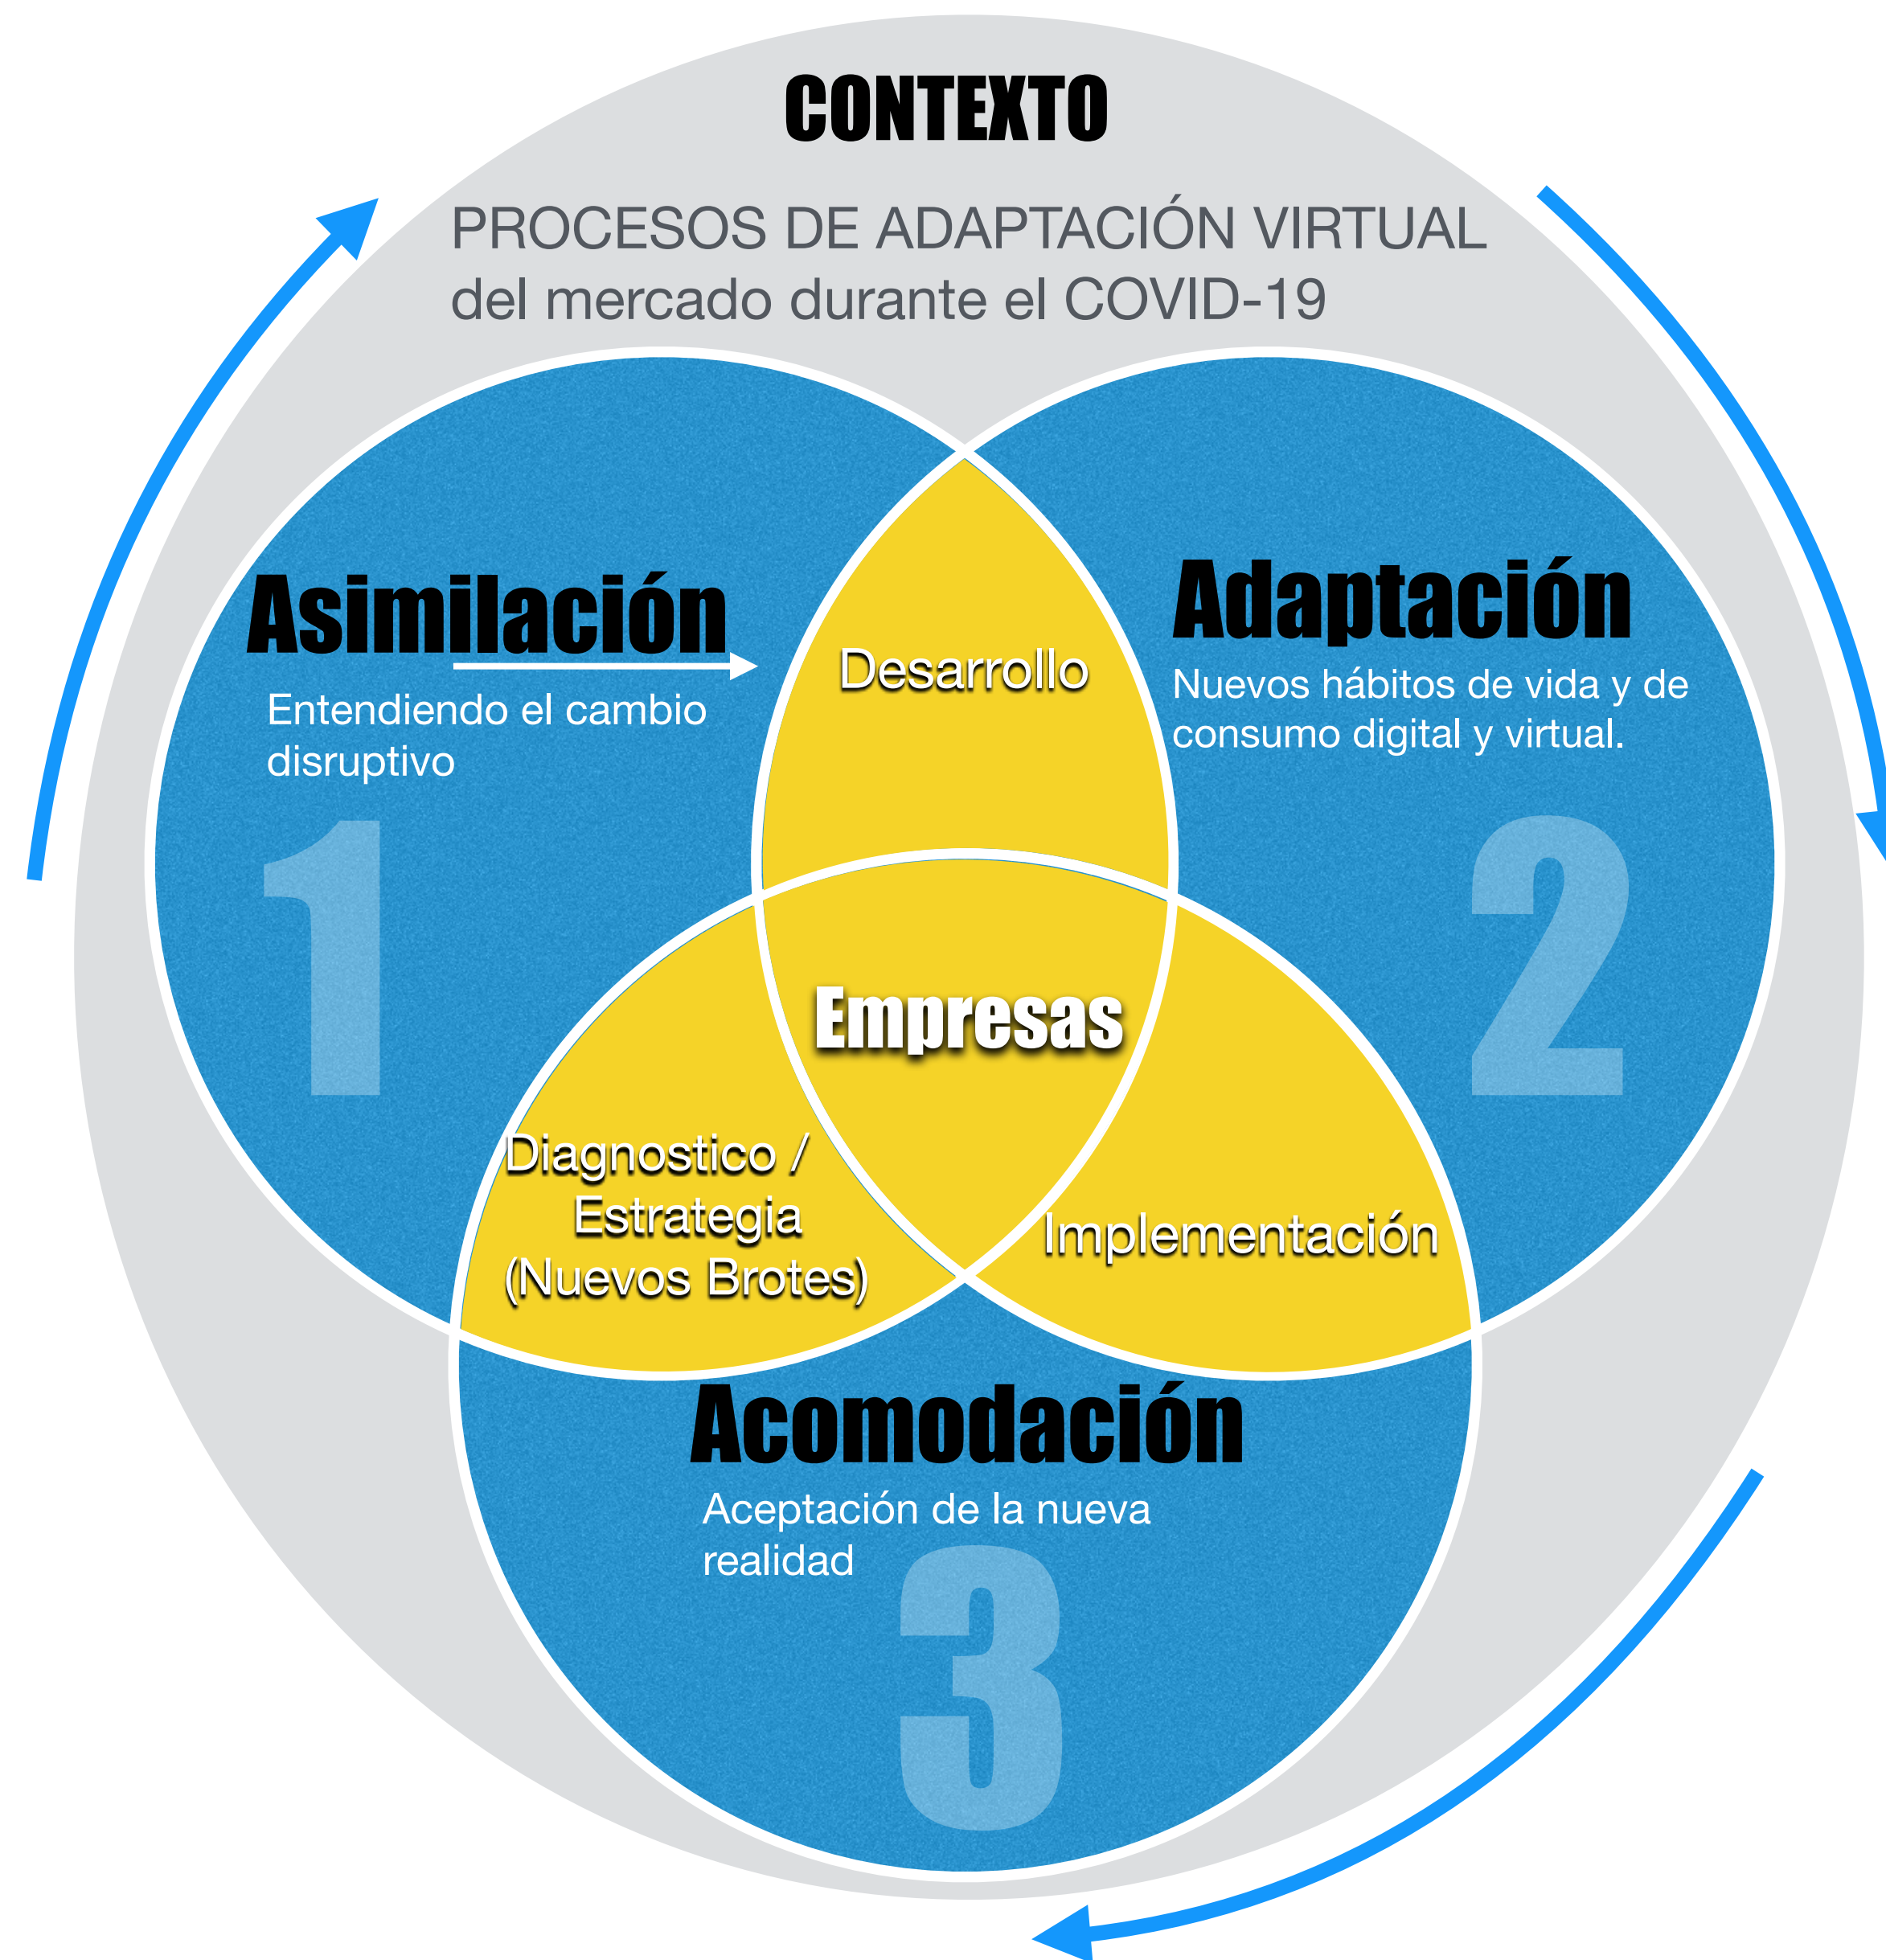 CONTEXTO
PROCESOS DE ADAPTACIÓN VIRTUAL
del mercado durante el COVID-19
Asimilación
Entendiendo el cambio
disruptivo
1
Desarrollo
Adaptación
Nuevos hábitos de vida y de
consumo digital y virtual.
2
Empresas
Diagnostico /
Estrategia
(Nuevos Brotes)
Implementación
Acomodación
Aceptación de la nueva
realidad
3